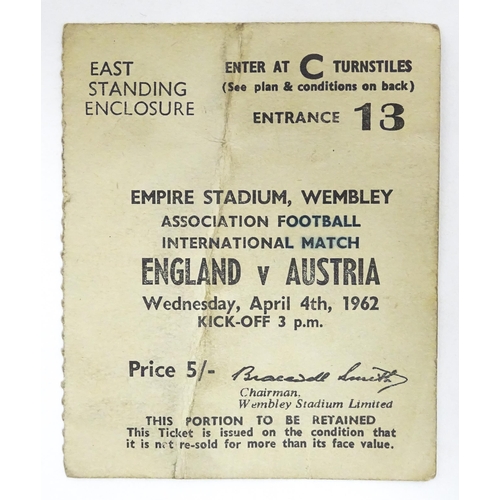 EAST
STANDING
ENCLOSURE
ENTER AT C TURNSTILES
(See plan & conditions on back)
ENTRANCE 13
EMPIRE STADIUM, WEMBLEY
ASSOCIATION FOOTBALL
INTERNATIONAL MATCH
ENGLAND v AUSTRIA
Wednesday, April 4th, 1962
KICK-OFF 3 p.m.
Price 5/-
Bracewell Smith
Chairman,
Wembley Stadium Limited
THIS PORTION TO BE RETAINED
This Ticket is issued on the condition that
it is not re-sold for more than its face value.